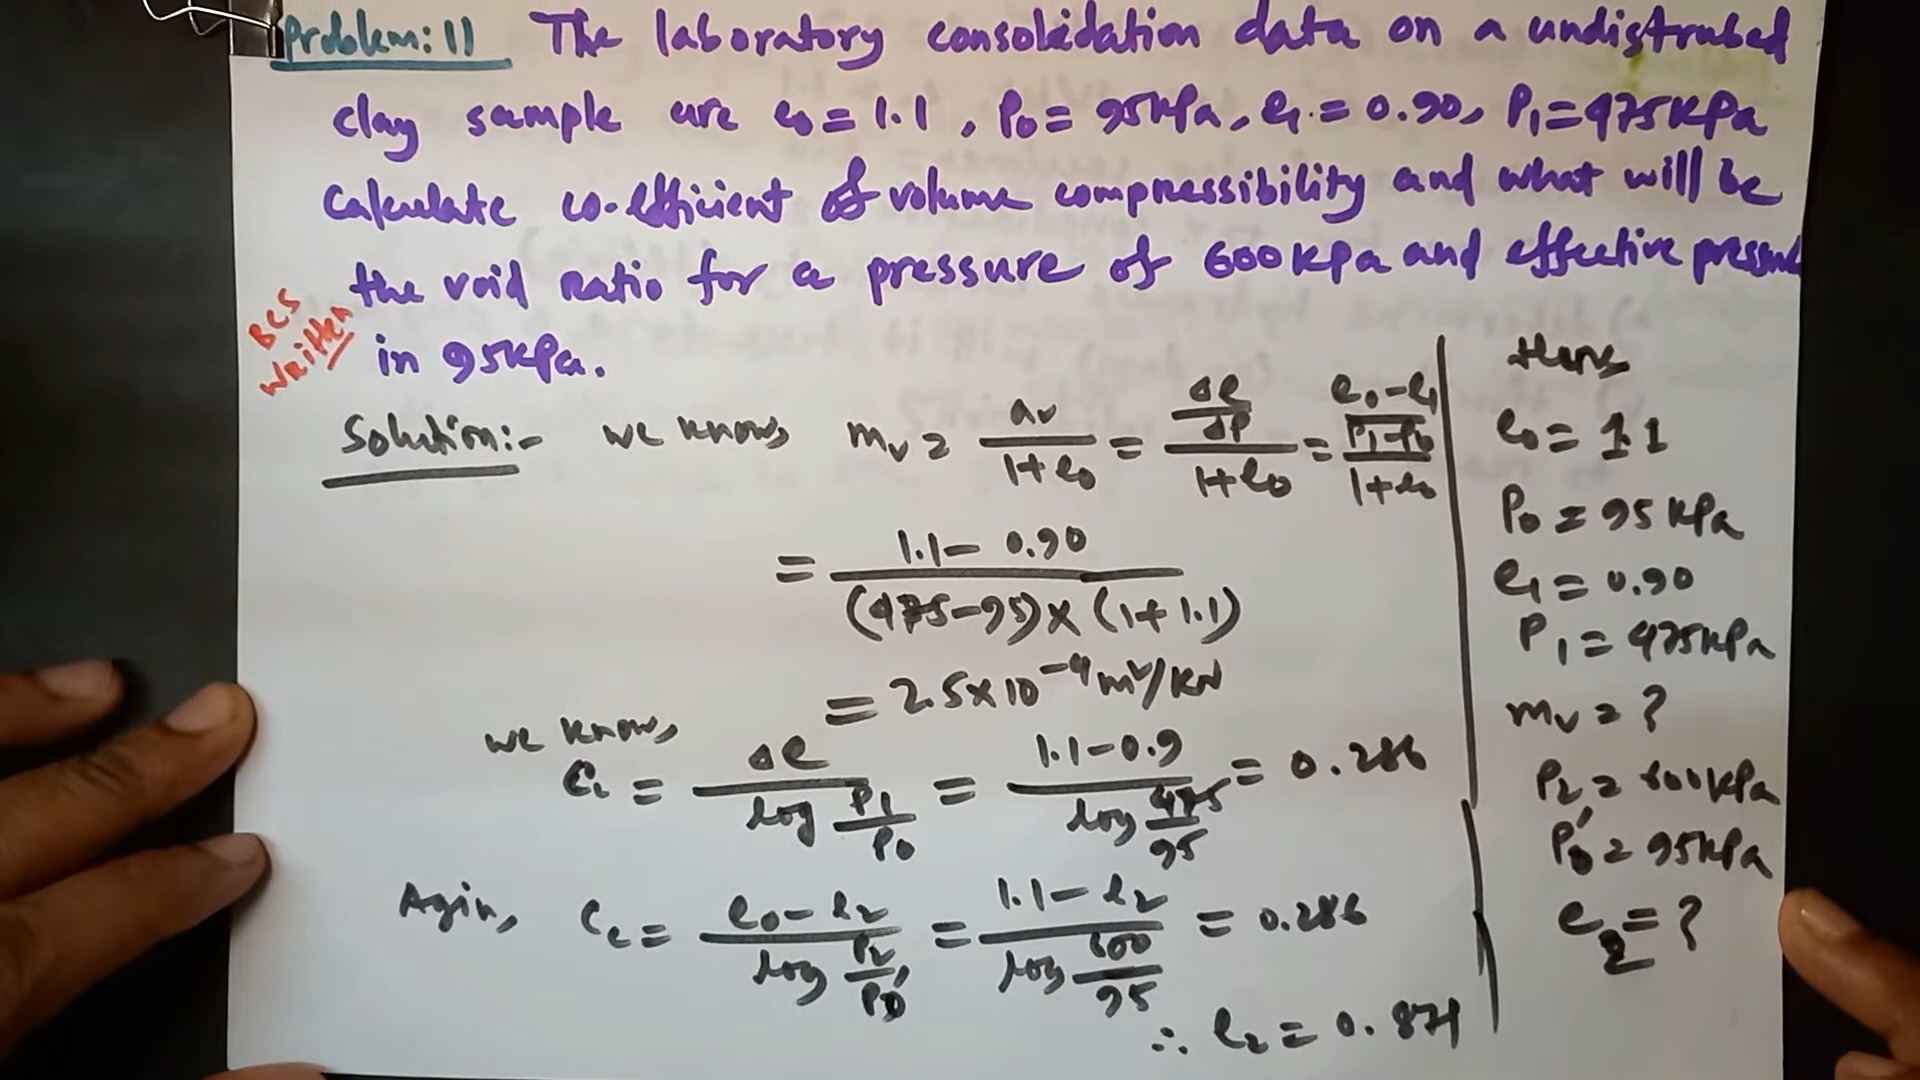 Problem: 11 The laboratory consolidation data on a undistrubed
clay sample are e0 = 1.1, P0 = 95kPa, e1 = 0.90, P1 = 475kPa
Calculate co-efficient of volume compressibility and what will be
the void ratio for a pressure of 600kPa and effective pressure
in 95kPa.
BCS
Written
Solution:- we know, mv = av/(1+e0) = (Δe/ΔP)/(1+e0) = ((e0-e1)/(P1-P0))/(1+e0)
= (1.1-0.90)/((475-95)×(1+1.1))
= 2.5×10^-4 m²/kN
we know,
Cc = Δe/(log P1/P0) = (1.1-0.9)/(log 475/95) = 0.286
Agin, Cc = (e0-e2)/(log P2/P0') = (1.1-e2)/(log 600/95) = 0.286
∴ e2 = 0.871
Here
e0 = 1.1
P0 = 95 kPa
e1 = 0.90
P1 = 475kPa
mv = ?
P2 = 600kPa
P0' = 95kPa
e2 = ?